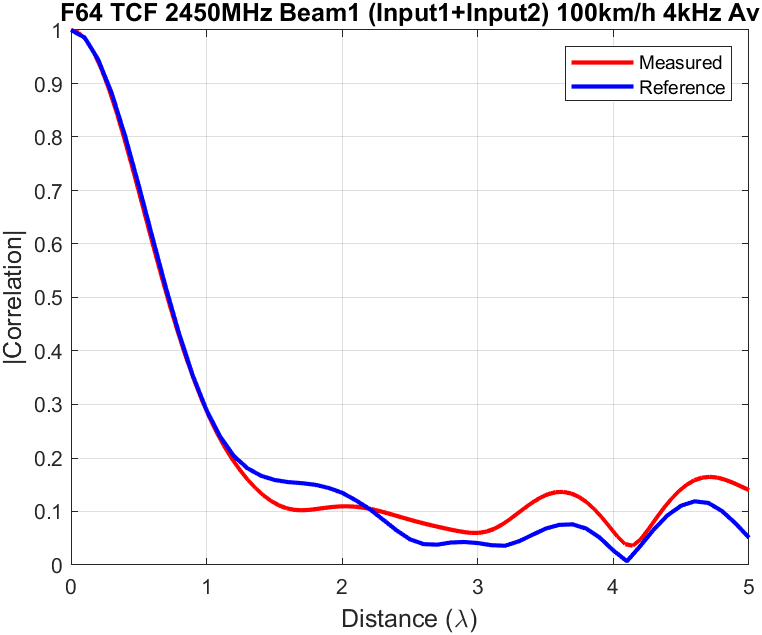 F64 TCF 2450MHz Beam1 (Input1+Input2) 100km/h 4kHz Av
Measured
Reference
|Correlation|
1
0.9
0.8
0.7
0.6
0.5
0.4
0.3
0.2
0.1
0
0 1 2 3 4 5
Distance (λ)